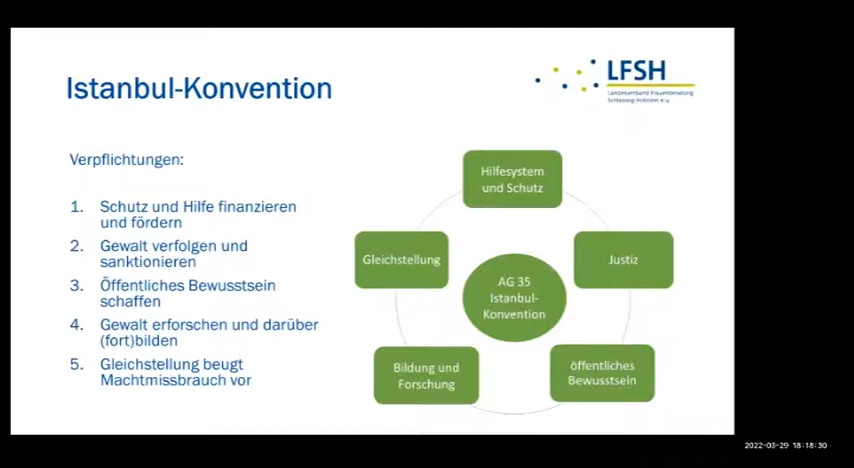 Istanbul-Konvention
LFSH
Landesverband Frauenberatung
Schleswig-Holstein e.V.
Verpflichtungen:
1. Schutz und Hilfe finanzieren
und fördern
2. Gewalt verfolgen und
sanktionieren
3. Öffentliches Bewusstsein
schaffen
4. Gewalt erforschen und darüber
(fort)bilden
5. Gleichstellung beugt
Machtmissbrauch vor
Hilfesystem
und Schutz
Justiz
öffentliches
Bewusstsein
Bildung und
Forschung
Gleichstellung
AG 35
Istanbul-
Konvention
2022-03-29 18:18:30